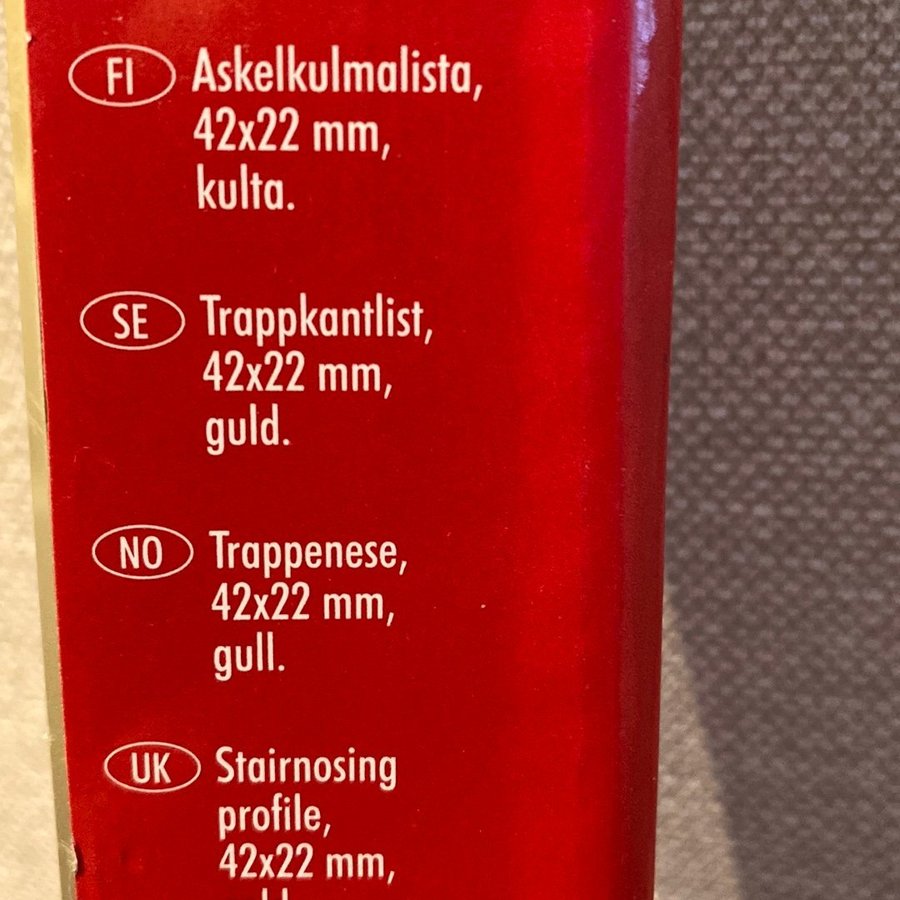 FI Askelkulmalista,
42x22 mm,
kulta.
SE Trappkantlist,
42x22 mm,
guld.
NO Trappenese,
42x22 mm,
gull.
UK Stairnosing
profile,
42x22 mm,